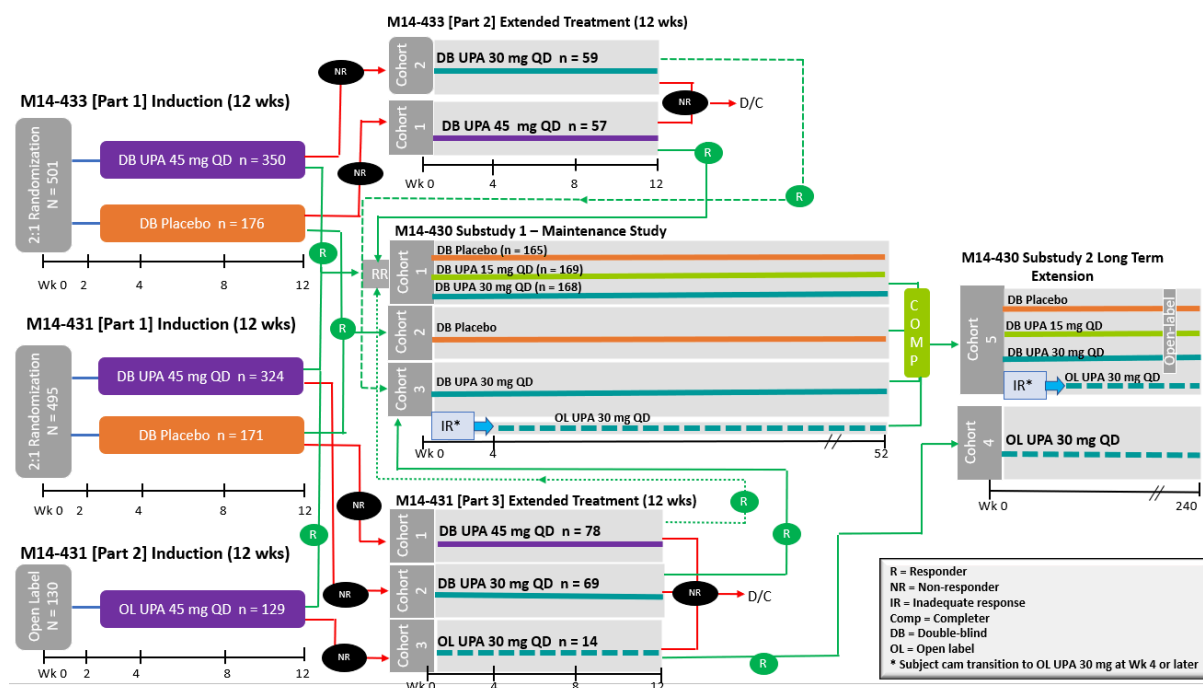 M14-433 [Part 2] Extended Treatment (12 wks)
Cohort 2
DB UPA 30 mg QD n = 59
NR
Cohort 1
DB UPA 45 mg QD n = 57
NR
D/C
R
R
Wk 0 4 8 12
M14-433 [Part 1] Induction (12 wks)
2:1 Randomization
N = 501
DB UPA 45 mg QD n = 350
DB Placebo n = 176
NR
Wk 0 2 4 8 12
R
M14-430 Substudy 1 – Maintenance Study
RR
Cohort 1
DB Placebo (n = 165)
DB UPA 15 mg QD (n = 169)
DB UPA 30 mg QD (n = 168)
Cohort 2
DB Placebo
Cohort 3
DB UPA 30 mg QD
IR*
OL UPA 30 mg QD
Wk 0 4 52
COMP
M14-430 Substudy 2 Long Term
Extension
Cohort 5
DB Placebo
DB UPA 15 mg QD
DB UPA 30 mg QD
Open-label
IR*
OL UPA 30 mg QD
Cohort 4
OL UPA 30 mg QD
Wk 0 240
M14-431 [Part 1] Induction (12 wks)
2:1 Randomization
N = 495
DB UPA 45 mg QD n = 324
DB Placebo n = 171
R
Wk 0 2 4 8 12
R
M14-431 [Part 2] Induction (12 wks)
Open Label
N = 130
OL UPA 45 mg QD n = 129
Wk 0 2 4 8 12
NR
NR
NR
M14-431 [Part 3] Extended Treatment (12 wks)
Cohort 1
DB UPA 45 mg QD n = 78
Cohort 2
DB UPA 30 mg QD n = 69
Cohort 3
OL UPA 30 mg QD n = 14
Wk 0 4 8 12
R
R
NR
D/C
R
R = Responder
NR = Non-responder
IR = Inadequate response
Comp = Completer
DB = Double-blind
OL = Open label
* Subject cam transition to OL UPA 30 mg at Wk 4 or later